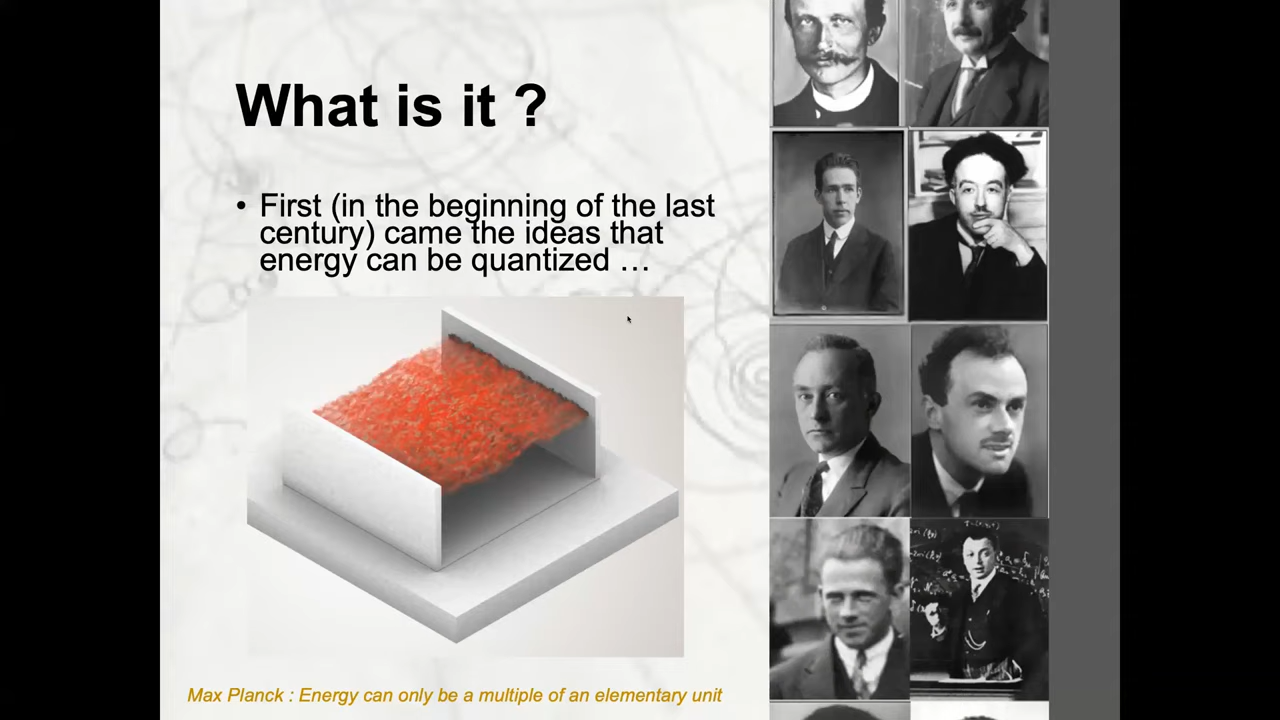 What is it ?
• First (in the beginning of the last
century) came the ideas that
energy can be quantized …
Max Planck : Energy can only be a multiple of an elementary unit